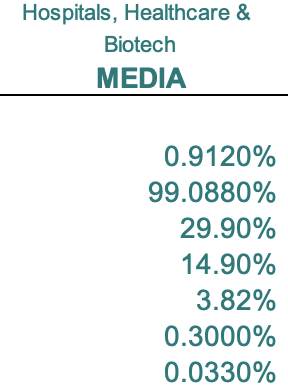 Hospitals, Healthcare &
Biotech
MEDIA
0.9120%
99.0880%
29.90%
14.90%
3.82%
0.3000%
0.0330%